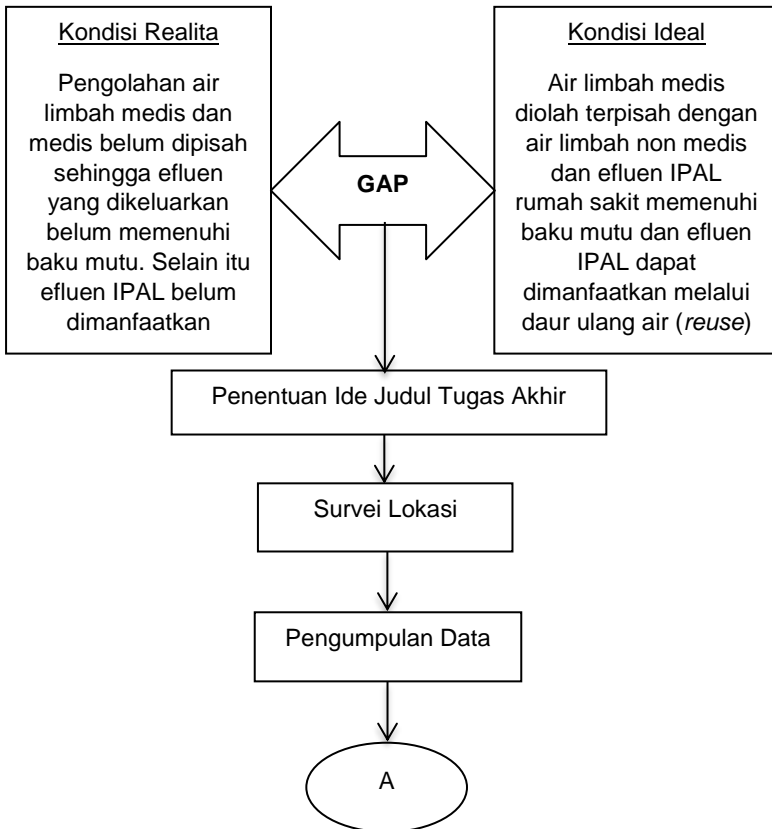 Kondisi Realita
Pengolahan air
limbah medis dan
medis belum dipisah
sehingga efluen
yang dikeluarkan
belum memenuhi
baku mutu. Selain itu
efluen IPAL belum
dimanfaatkan
GAP
Kondisi Ideal
Air limbah medis
diolah terpisah dengan
air limbah non medis
dan efluen IPAL
rumah sakit memenuhi
baku mutu dan efluen
IPAL dapat
dimanfaatkan melalui
daur ulang air (reuse)
Penentuan Ide Judul Tugas Akhir
Survei Lokasi
Pengumpulan Data
A